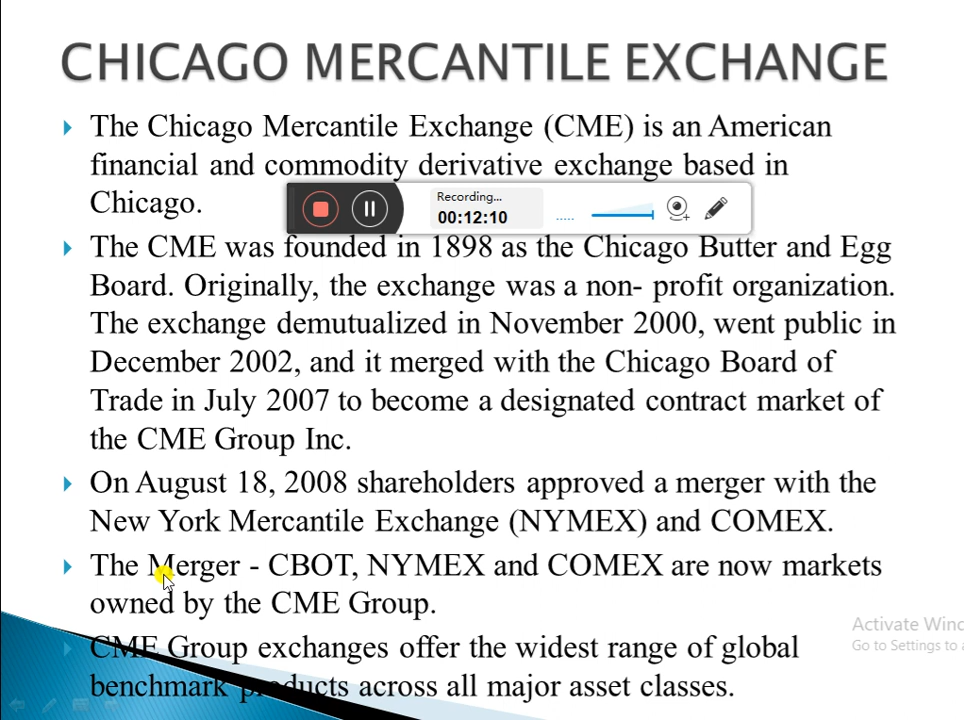 CHICAGO MERCANTILE EXCHANGE
The Chicago Mercantile Exchange (CME) is an American
financial and commodity derivative exchange based in
Chicago.
Recording...
00:12:10
The CME was founded in 1898 as the Chicago Butter and Egg
Board. Originally, the exchange was a non- profit organization.
The exchange demutualized in November 2000, went public in
December 2002, and it merged with the Chicago Board of
Trade in July 2007 to become a designated contract market of
the CME Group Inc.
On August 18, 2008 shareholders approved a merger with the
New York Mercantile Exchange (NYMEX) and COMEX.
The Merger - CBOT, NYMEX and COMEX are now markets
owned by the CME Group.
Activate Winc
Go to Settings to a
CME Group exchanges offer the widest range of global
benchmark products across all major asset classes.